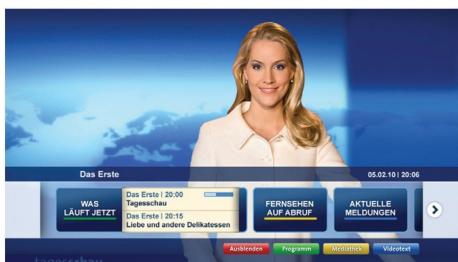 Das Erste
05.02.10 | 20:06
WAS
LÄUFT JETZT
Das Erste | 20:00
Tagesschau
Das Erste | 20:15
Liebe und andere Delikatessen
FERNSEHEN
AUF ABRUF
AKTUELLE
MELDUNGEN
Ausblenden
Programm
Mediathek
Videotext
tagesschau